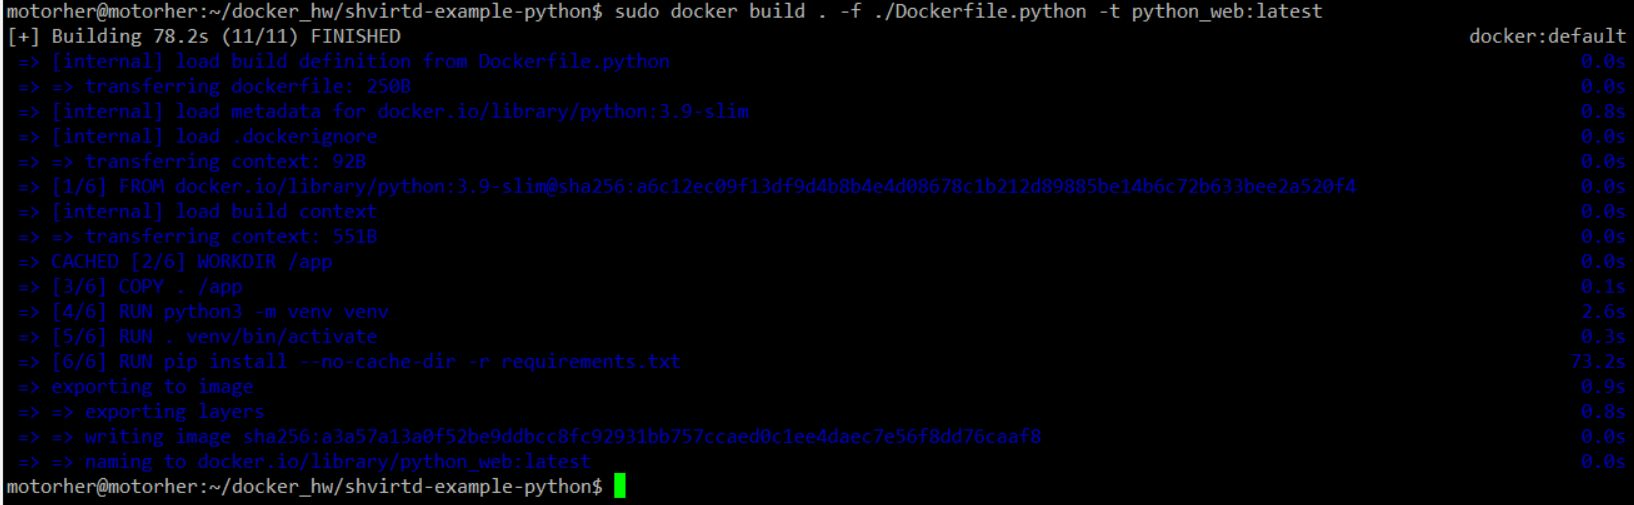 motorher@motorher:~/docker_hw/shvirtd-example-python$ sudo docker build . -f ./Dockerfile.python -t python_web:latest
[+] Building 78.2s (11/11) FINISHED docker:default
=> [internal] load build definition from Dockerfile.python 0.0s
=> => transferring dockerfile: 250B 0.0s
=> [internal] load metadata for docker.io/library/python:3.9-slim 0.8s
=> [internal] load .dockerignore 0.0s
=> => transferring context: 92B 0.0s
=> [1/6] FROM docker.io/library/python:3.9-slim@sha256:a6c12ec09f13df9d4b8b4e4d08678c1b212d89885be14b6c72b633bee2a520f4 0.0s
=> [internal] load build context 0.0s
=> => transferring context: 551B 0.0s
=> CACHED [2/6] WORKDIR /app 0.0s
=> [3/6] COPY . /app 0.1s
=> [4/6] RUN python3 -m venv venv 2.6s
=> [5/6] RUN . venv/bin/activate 0.3s
=> [6/6] RUN pip install --no-cache-dir -r requirements.txt 73.2s
=> exporting to image 0.9s
=> => exporting layers 0.8s
=> => writing image sha256:a3a57a13a0f52be9ddbcc8fc92931bb757ccaed0c1ee4daec7e56f8dd76caaf8 0.0s
=> => naming to docker.io/library/python_web:latest 0.0s
motorher@motorher:~/docker_hw/shvirtd-example-python$